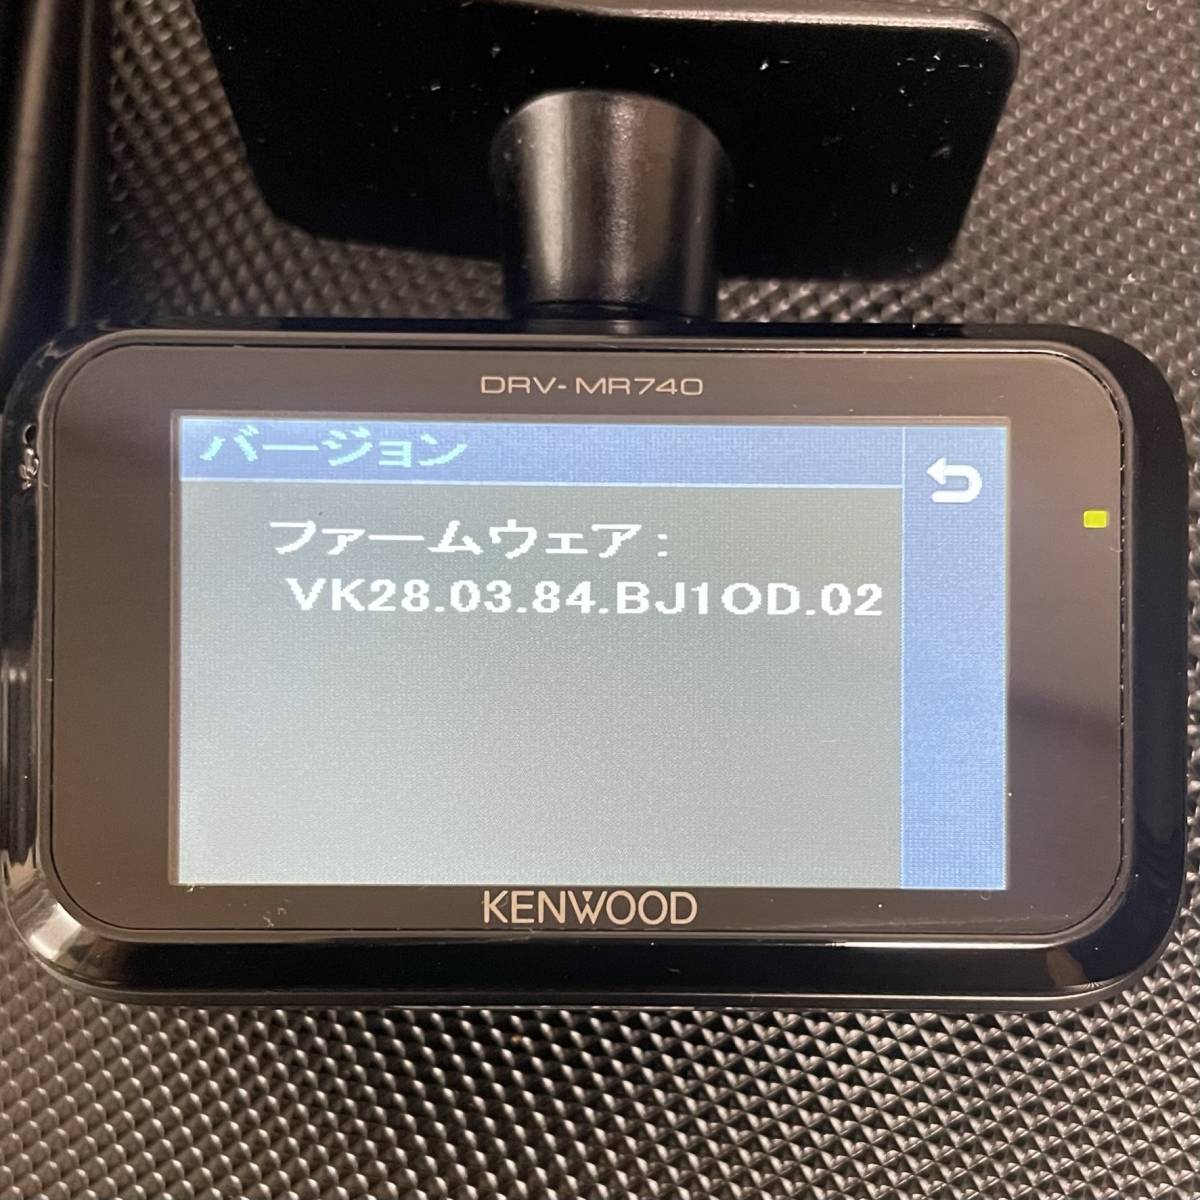 DRV-MR740
バージョン
ファームウェア :
VK28.03.84.BJ1OD.02
KENWOOD